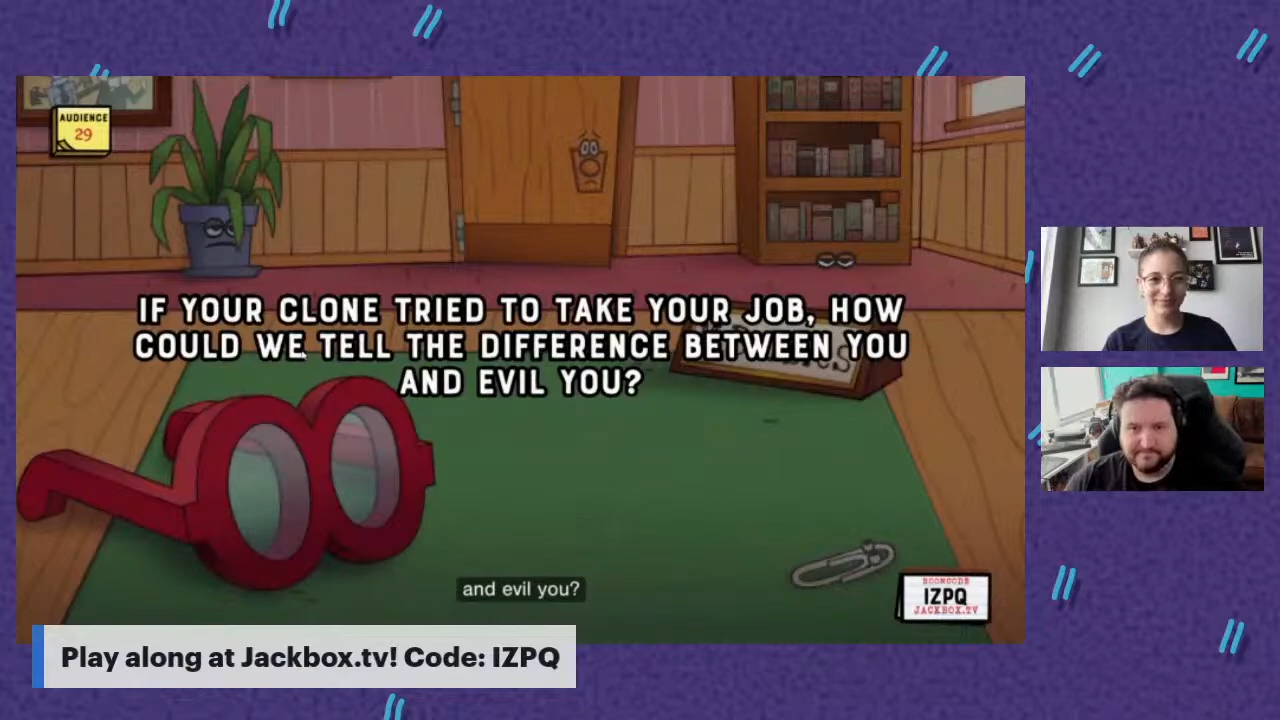 AUDIENCE
29
IF YOUR CLONE TRIED TO TAKE YOUR JOB, HOW
COULD WE TELL THE DIFFERENCE BETWEEN YOU
AND EVIL YOU?
and evil you?
ROOMCODE
IZPQ
JACKBOX.TV
Play along at Jackbox.tv! Code: IZPQ